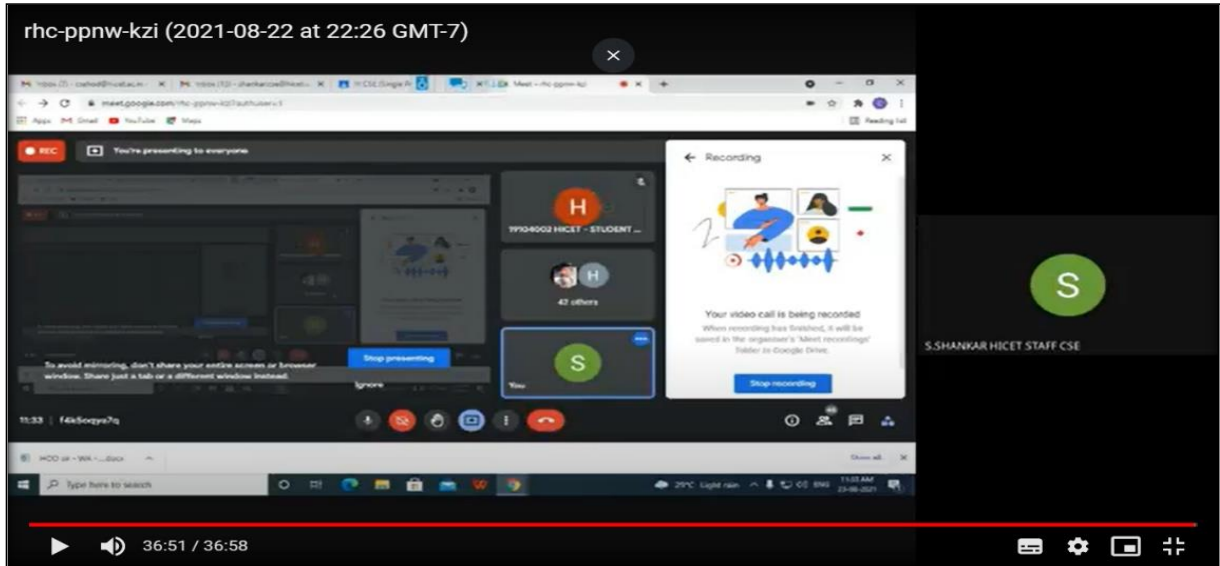 rhc-ppnw-kzi (2021-08-22 at 22:26 GMT-7)
Apps Gmail YouTube Maps
Reading list
REC You're presenting to everyone
Recording
H
19104002 HICET - STUDENT ...
H
42 others
Your video call is being recorded
When recording has finished, it will be
saved in the organiser's 'Meet recordings'
folder in Google Drive.
Stop recording
To avoid mirroring, don't share your entire screen or browser
window. Share just a tab or a different window instead.
Stop presenting
Ignore
S
You
S
S.SHANKAR HICET STAFF CSE
11:33
Show all
Type here to search
29°C Light rain
ENG
11:33 AM
36:51 / 36:58